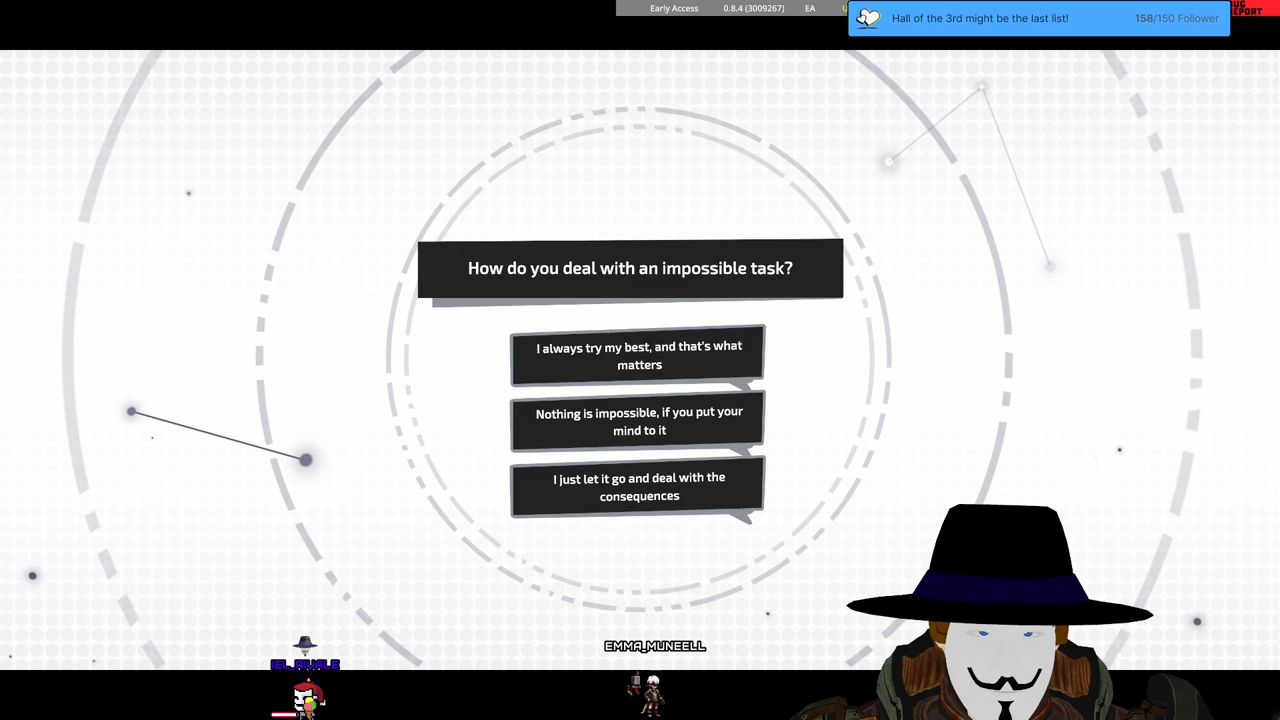 Early Access 0.8.4 (3009267) EA
Hall of the 3rd might be the last list! 158/150 Follower
REPORT
How do you deal with an impossible task?
I always try my best, and that's what
matters
Nothing is impossible, if you put your
mind to it
I just let it go and deal with the
consequences
EMMA_MUNEELL